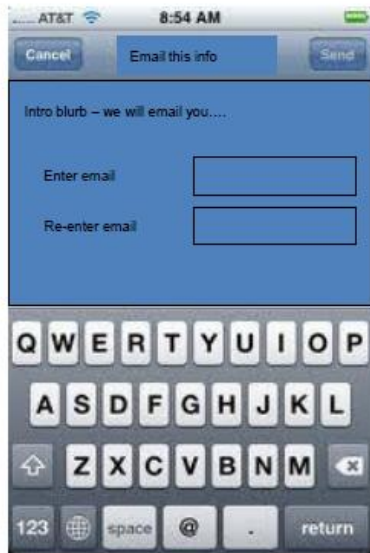 AT&T 8:54 AM
Cancel Email this info Send
Intro blurb – we will email you....
Enter email
Re-enter email
Q W E R T Y U I O P
A S D F G H J K L
Z X C V B N M
123 space @ . return